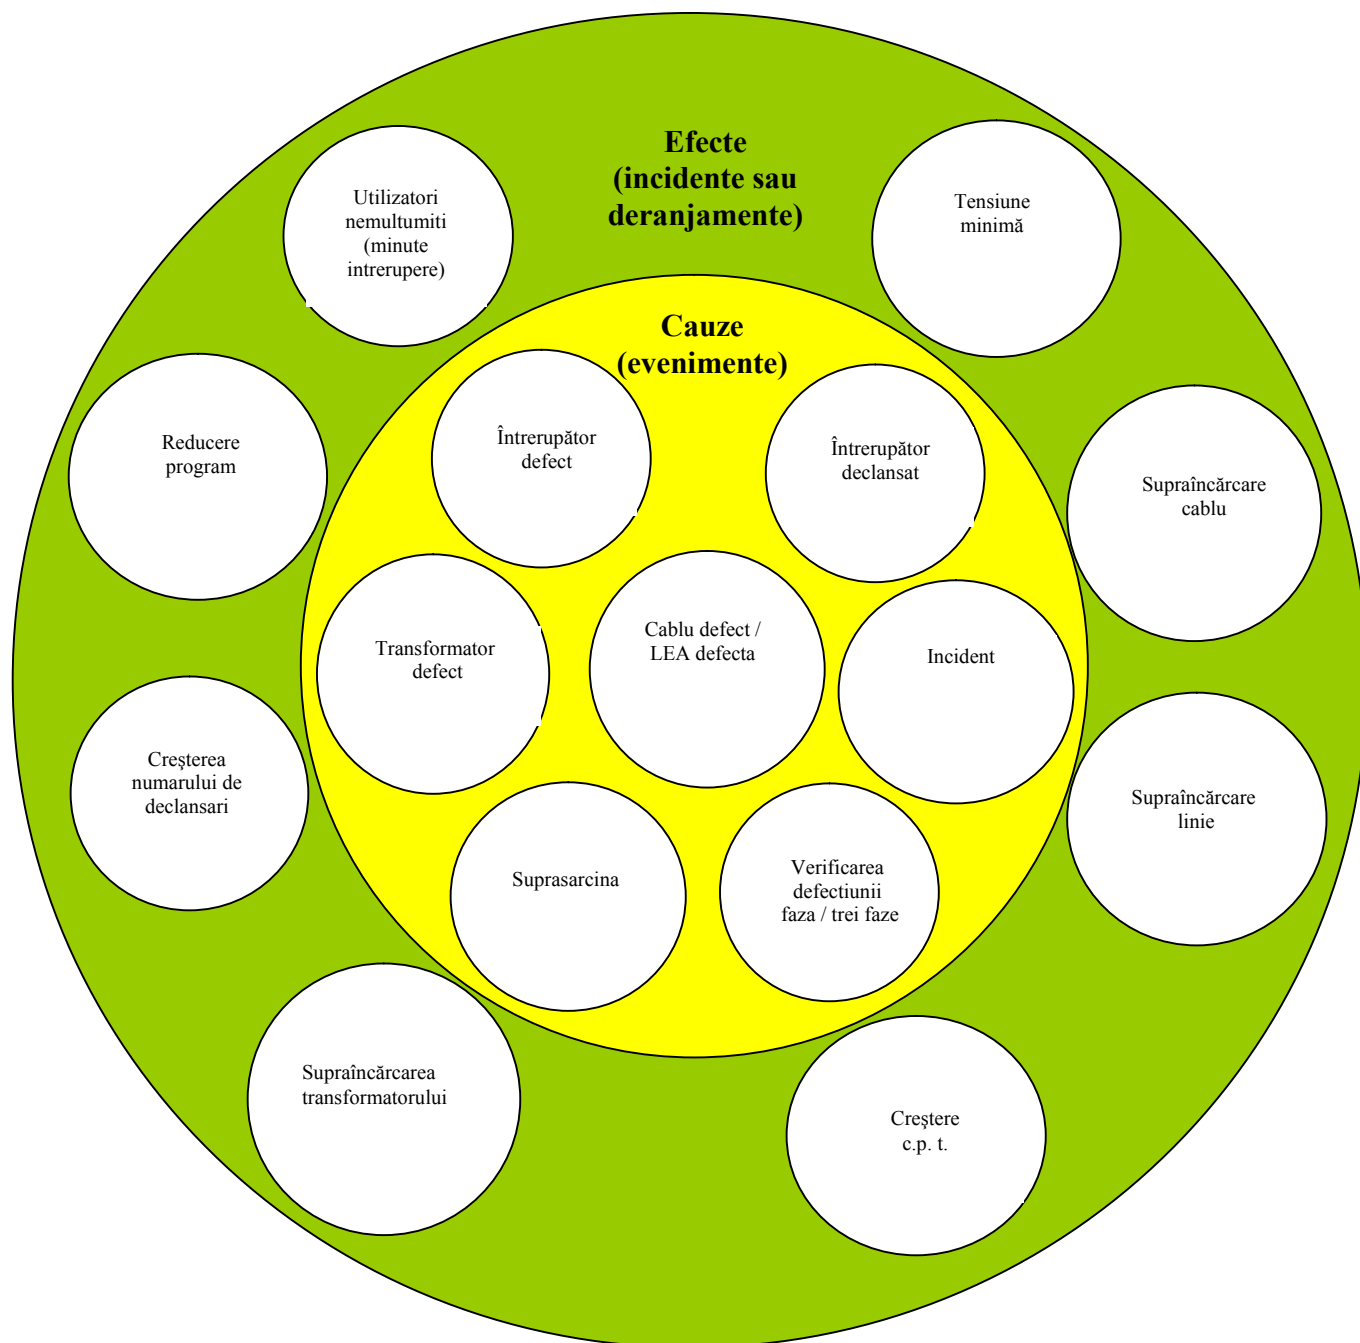 Efecte
(incidente sau
deranjamente)
Utilizatori
nemultumiti
(minute
intrerupere)
Tensiune
minimă
Cauze
(evenimente)
Reducere
program
Întrerupător
defect
Întrerupător
declansat
Supraîncărcare
cablu
Transformator
defect
Cablu defect /
LEA defecta
Incident
Creşterea
numarului de
declansari
Supraîncărcare
linie
Suprasarcina
Verificarea
defectiunii
faza / trei faze
Supraîncărcarea
transformatorului
Creştere
c.p. t.